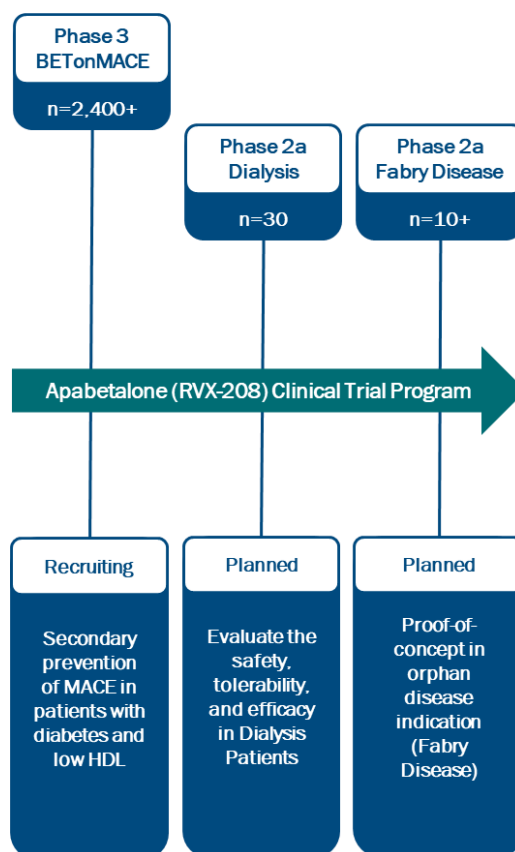 Phase 3
BETonMACE
n=2,400+
Phase 2a
Dialysis
n=30
Phase 2a
Fabry Disease
n=10+
Apabetalone (RVX-208) Clinical Trial Program
Recruiting
Secondary
prevention
of MACE in
patients with
diabetes and
low HDL
Planned
Evaluate the
safety,
tolerability,
and efficacy
in Dialysis
Patients
Planned
Proof-of-
concept in
orphan
disease
indication
(Fabry
Disease)